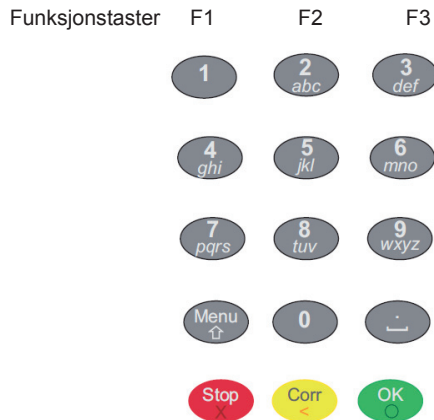 Funksjonstaster F1 F2 F3
1 2 3
abc def
4 5 6
ghi jkl mno
7 8 9
pqrs tuv wxyz
Menu 0 .
Stop Corr OK
X < O